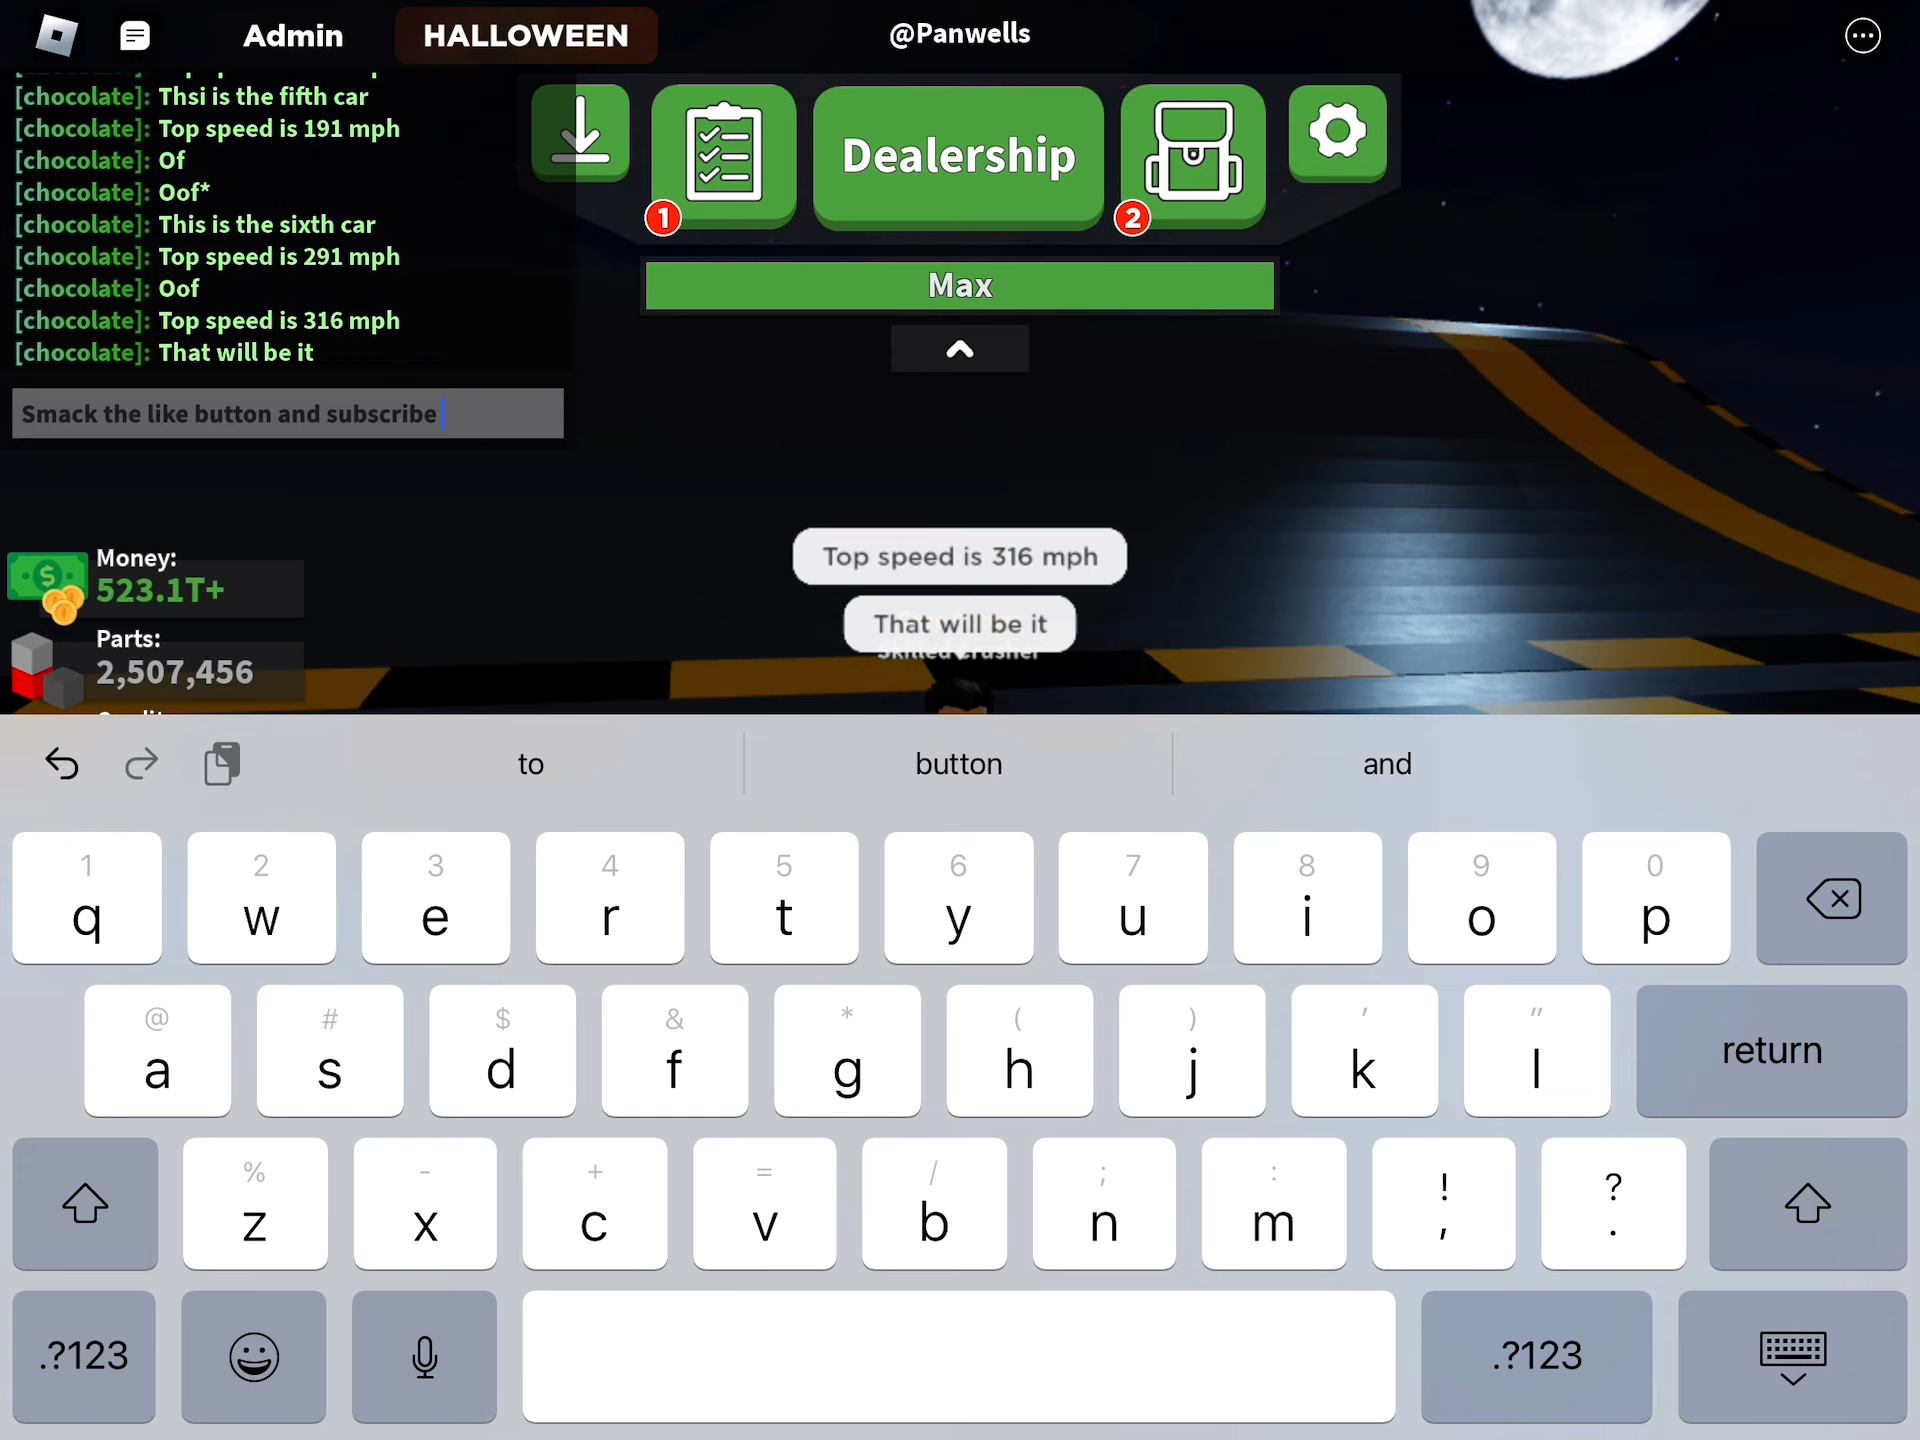 Admin
HALLOWEEN
@Panwells
[chocolate]: Thsi is the fifth car
[chocolate]: Top speed is 191 mph
[chocolate]: Of
[chocolate]: Oof*
[chocolate]: This is the sixth car
[chocolate]: Top speed is 291 mph
[chocolate]: Oof
[chocolate]: Top speed is 316 mph
[chocolate]: That will be it
Smack the like button and subscribe
1
Dealership
2
Max
Money:
523.1T+
Parts:
2,507,456
Top speed is 316 mph
That will be it
Skilled crusher
to button and
1 2 3 4 5 6 7 8 9 0
q w e r t y u i o p
@ # $ & * ( ) ' "
a s d f g h j k l return
% - + = / ; : ! ?
z x c v b n m , .
.?123 .?123